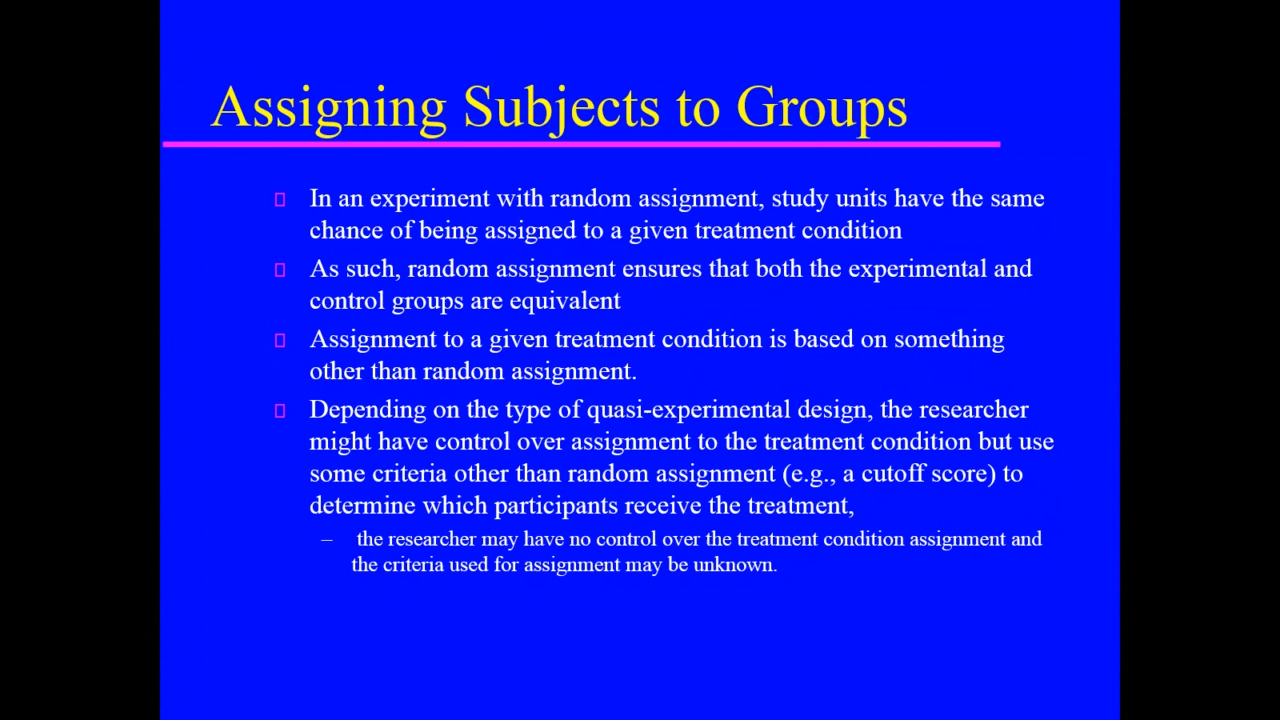 Assigning Subjects to Groups
In an experiment with random assignment, study units have the same
chance of being assigned to a given treatment condition
As such, random assignment ensures that both the experimental and
control groups are equivalent
Assignment to a given treatment condition is based on something
other than random assignment.
Depending on the type of quasi-experimental design, the researcher
might have control over assignment to the treatment condition but use
some criteria other than random assignment (e.g., a cutoff score) to
determine which participants receive the treatment,
– the researcher may have no control over the treatment condition assignment and
the criteria used for assignment may be unknown.